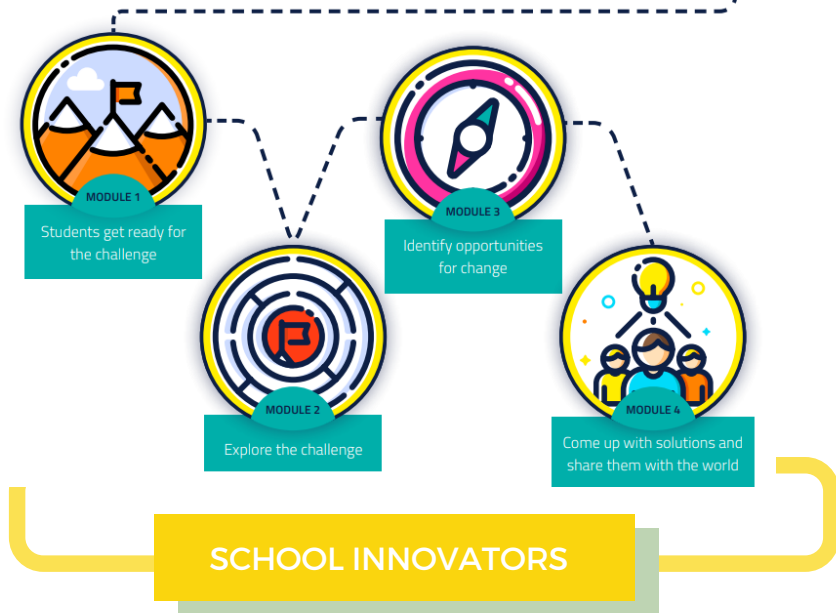 MODULE 1
Students get ready for
the challenge
MODULE 2
Explore the challenge
MODULE 3
Identify opportunities
for change
MODULE 4
Come up with solutions and
share them with the world
SCHOOL INNOVATORS